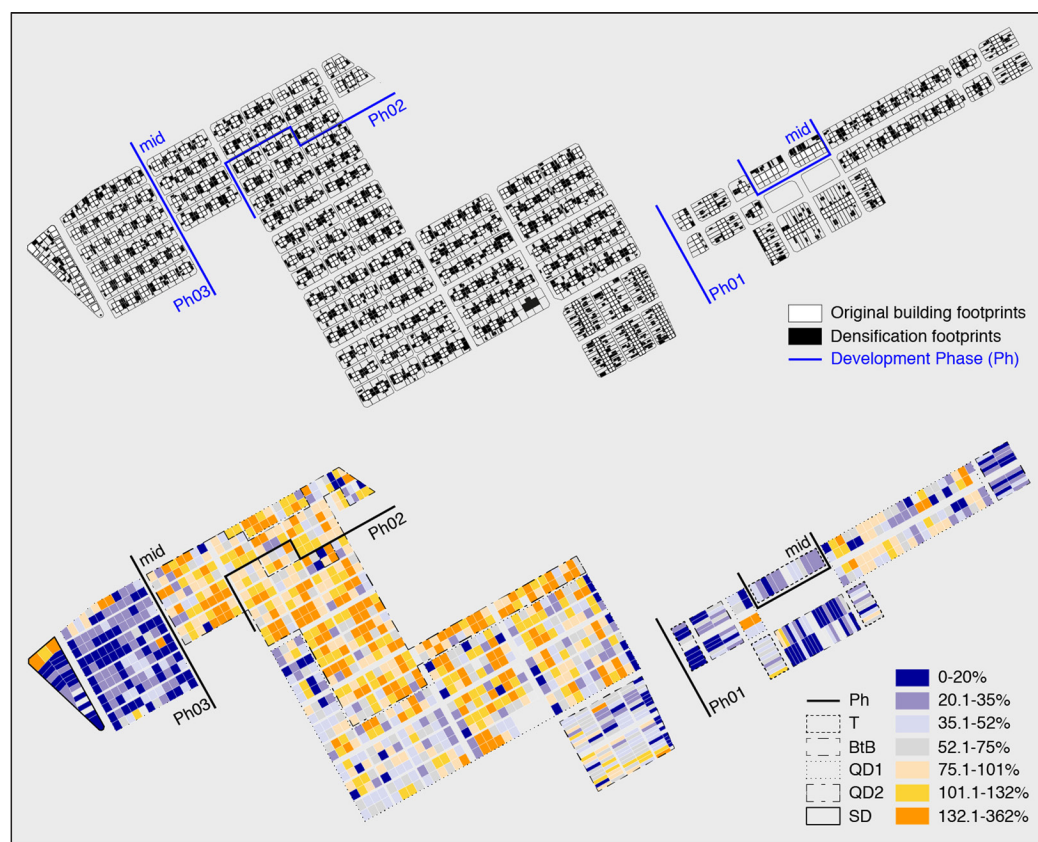 mid
Ph02
mid
Ph03
Ph01
Original building footprints
Densification footprints
Development Phase (Ph)
mid
Ph02
mid
Ph03
Ph01
Ph
T
BtB
QD1
QD2
SD
0-20%
20.1-35%
35.1-52%
52.1-75%
75.1-101%
101.1-132%
132.1-362%